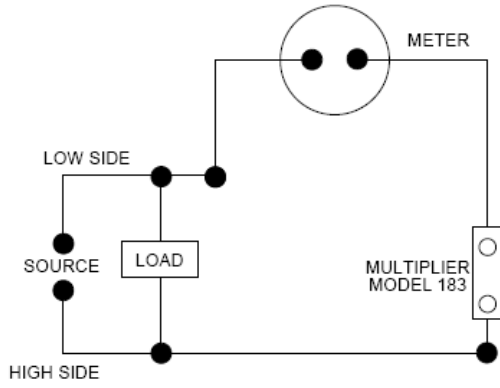 METER
LOW SIDE
SOURCE
LOAD
MULTIPLIER
MODEL 183
HIGH SIDE